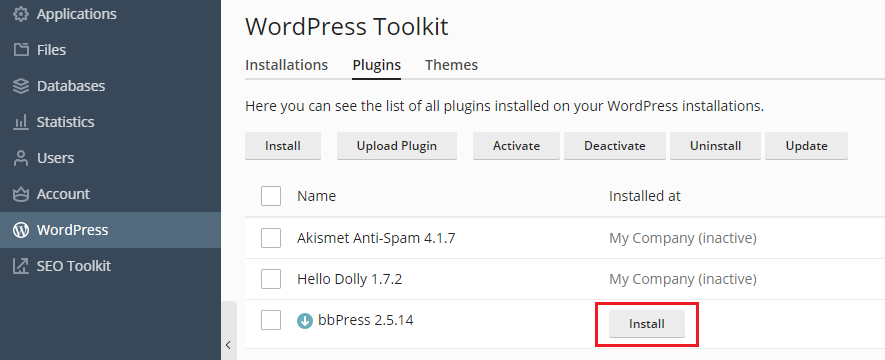 Applications
Files
Databases
Statistics
Users
Account
WordPress
SEO Toolkit
WordPress Toolkit
Installations Plugins Themes
Here you can see the list of all plugins installed on your WordPress installations.
Install Upload Plugin Activate Deactivate Uninstall Update
Name Installed at
Akismet Anti-Spam 4.1.7 My Company (inactive)
Hello Dolly 1.7.2 My Company (inactive)
bbPress 2.5.14 Install